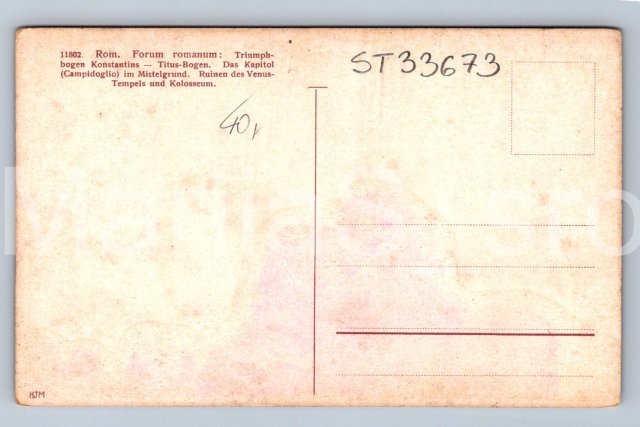 11802. Rom. Forum romanum: Triumph-
bogen Konstantins — Titus-Bogen. Das Kapitol
(Campidoglio) im Mittelgrund. Ruinen des Venus-
Tempels und Kolosseum.
ST33673
40,
KJM